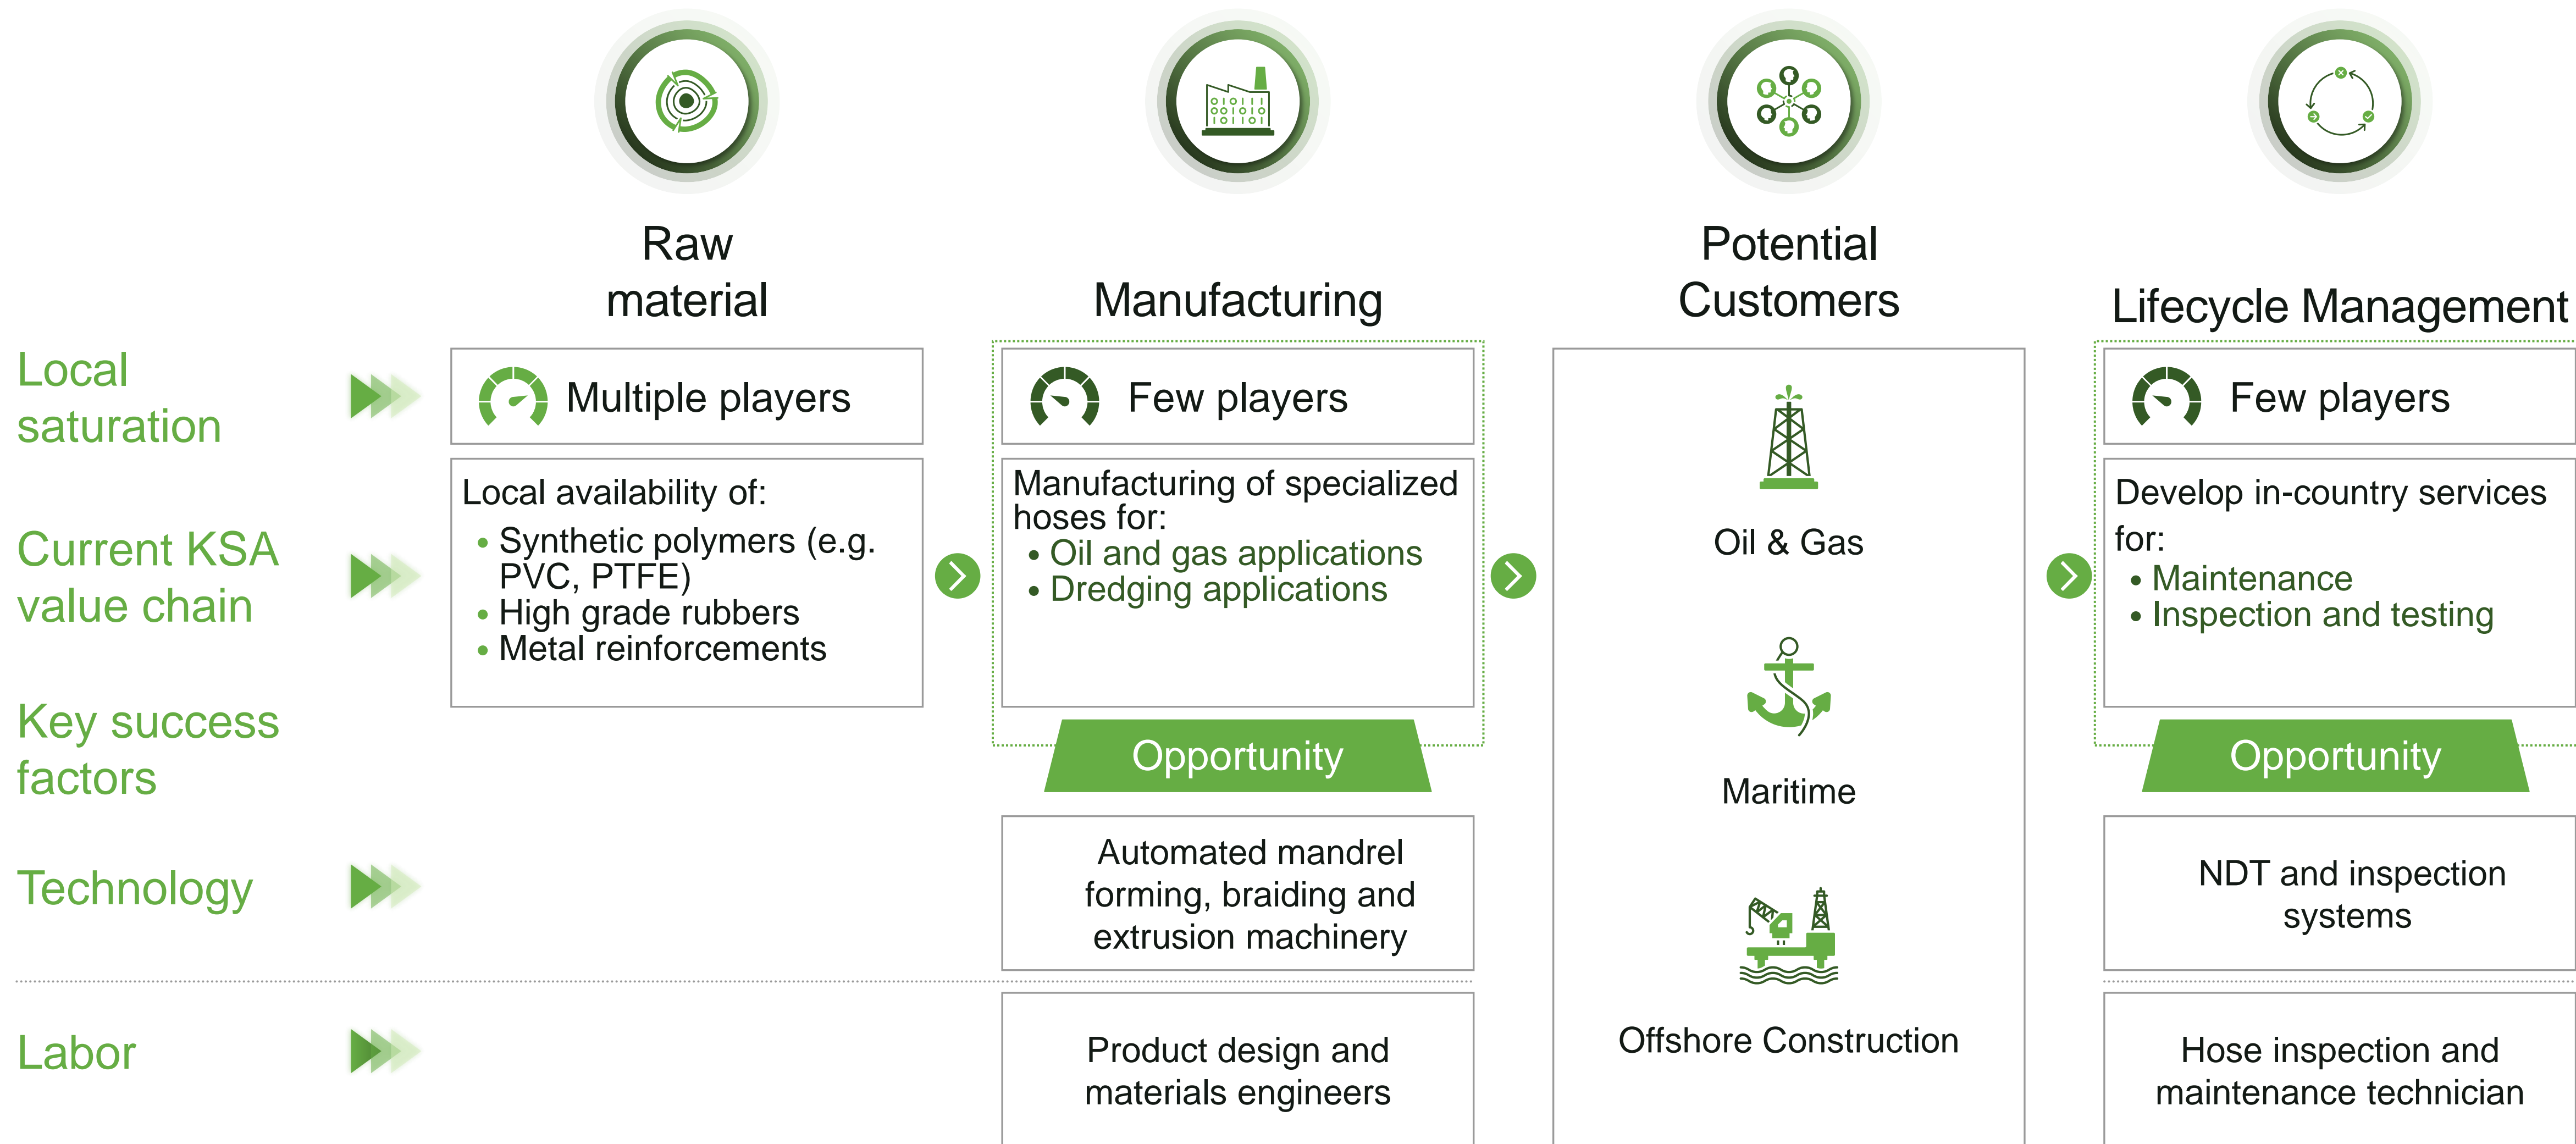 Raw
material
Manufacturing
Potential
Customers
Lifecycle Management
Local
saturation
Multiple players
Few players
Few players
Current KSA
value chain
Local availability of:
• Synthetic polymers (e.g.
PVC, PTFE)
• High grade rubbers
• Metal reinforcements
Manufacturing of specialized
hoses for:
• Oil and gas applications
• Dredging applications
Oil & Gas
Maritime
Offshore Construction
Develop in-country services
for:
• Maintenance
• Inspection and testing
Key success
factors
Opportunity
Opportunity
Technology
Automated mandrel
forming, braiding and
extrusion machinery
NDT and inspection
systems
Labor
Product design and
materials engineers
Hose inspection and
maintenance technician